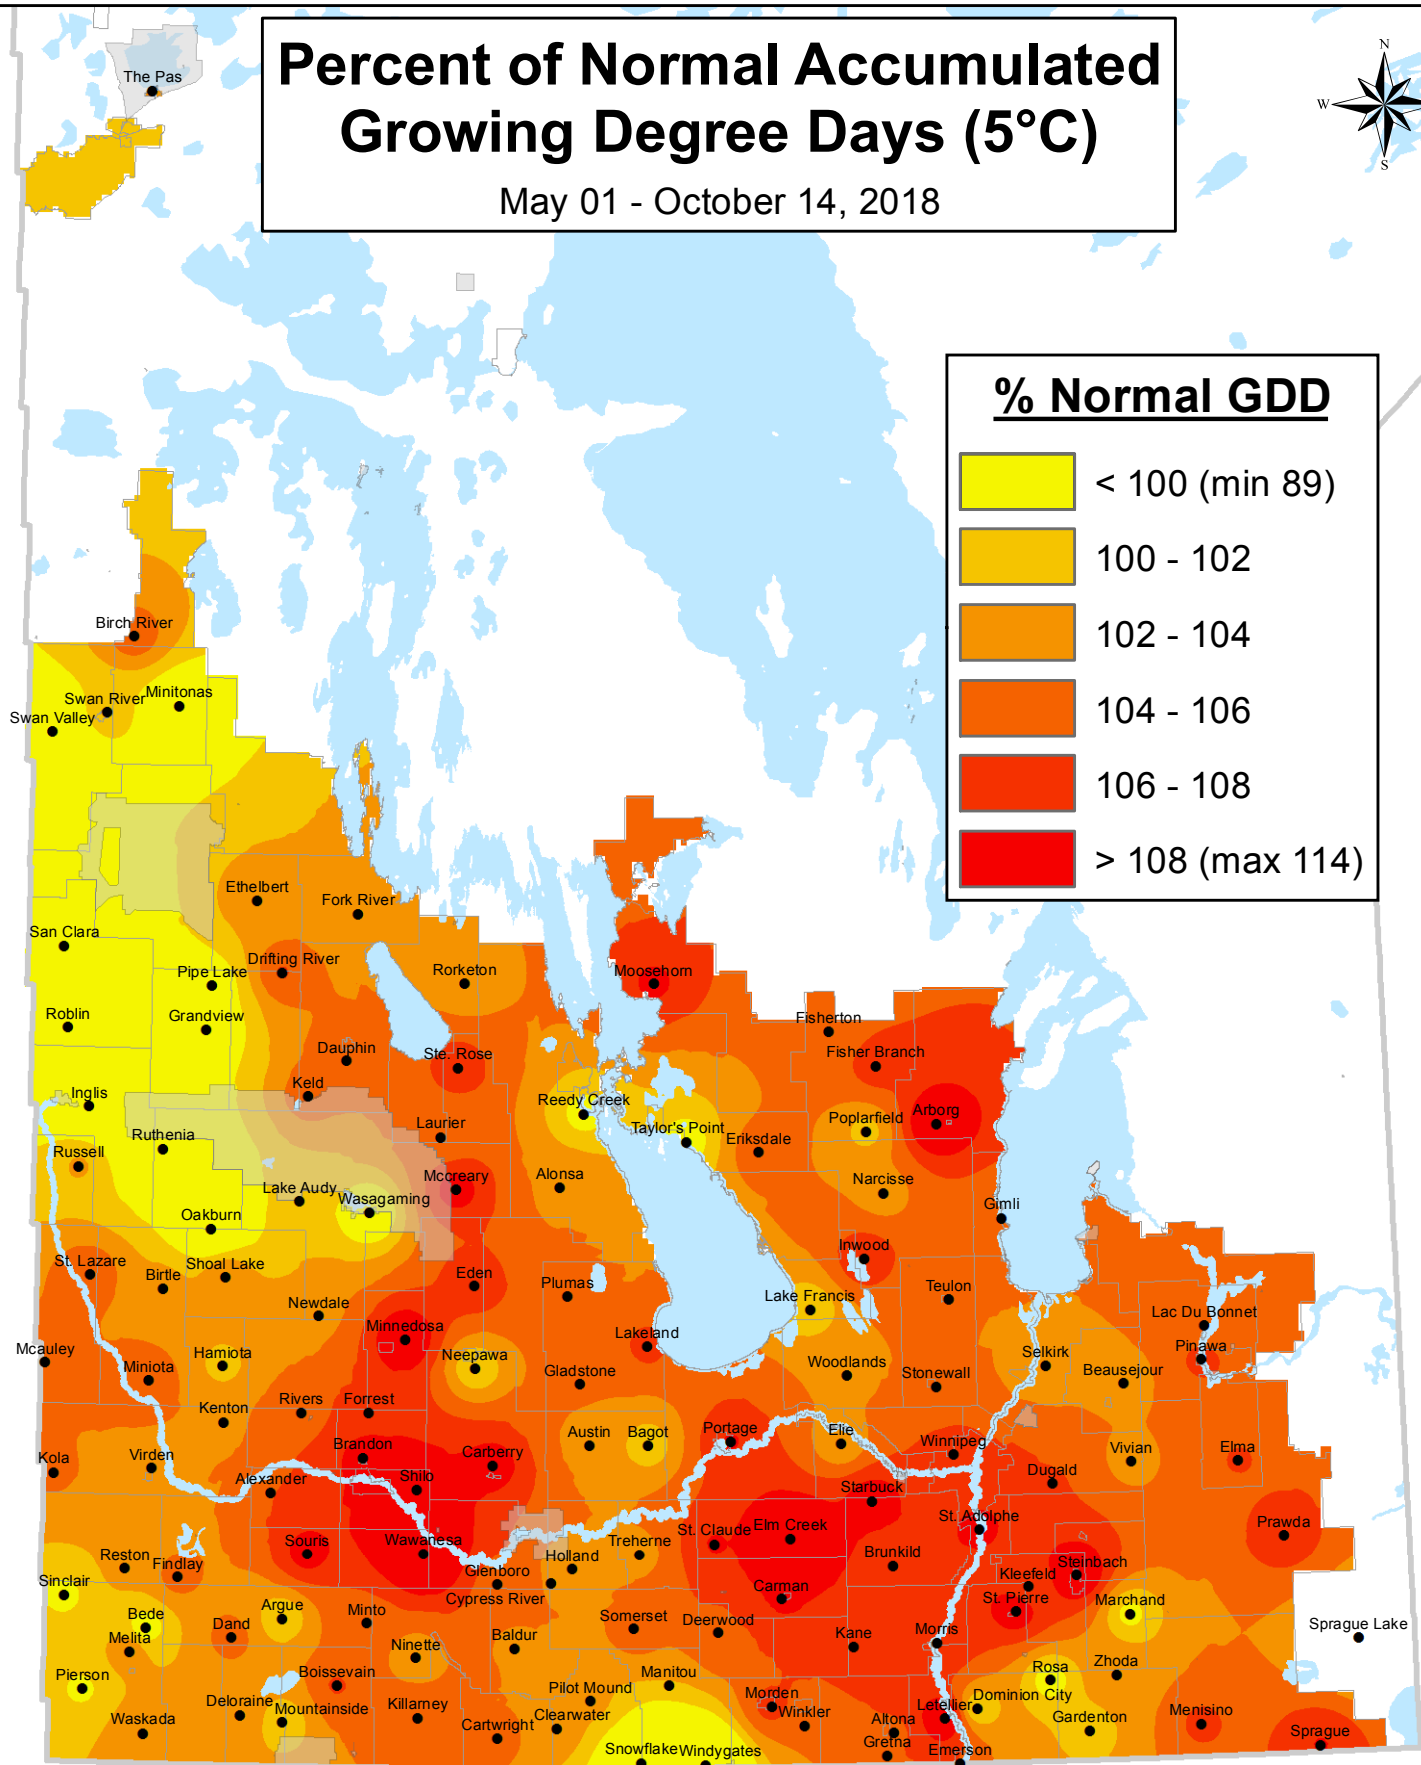 The Pas
Percent of Normal Accumulated
Growing Degree Days (5°C)
May 01 - October 14, 2018
N
W
S
% Normal GDD
< 100 (min 89)
100 - 102
102 - 104
104 - 106
106 - 108
> 108 (max 114)
Birch River
Swan River
Minitonas
Swan Valley
Ethelbert
Fork River
San Clara
Drifting River
Pipe Lake
Rorketon
Moosehorn
Roblin
Grandview
Fisherton
Dauphin
Ste. Rose
Fisher Branch
Keld
Inglis
Reedy Creek
Laurier
Taylor's Point
Poplarfield
Arborg
Ruthenia
Eriksdale
Russell
Mccreary
Alonsa
Narcisse
Lake Audy
Wasagaming
Gimli
Oakburn
Inwood
St. Lazare
Birtle
Shoal Lake
Eden
Plumas
Teulon
Newdale
Lake Francis
Lac Du Bonnet
Minnedosa
Lakeland
Mcauley
Hamiota
Neepawa
Pinawa
Miniota
Gladstone
Woodlands
Stonewall
Selkirk
Beausejour
Kenton
Rivers
Forrest
Austin
Bagot
Portage
Elie
Kola
Virden
Brandon
Carberry
Winnipeg
Vivian
Elma
Alexander
Shilo
Starbuck
Dugald
Souris
Wawanesa
St. Claude
Elm Creek
St. Adolphe
Prawda
Reston
Findlay
Treherne
Holland
Brunkild
Steinbach
Sinclair
Glenboro
Kleefeld
Cypress River
Carman
St. Pierre
Marchand
Bede
Argue
Minto
Somerset
Deerwood
Dand
Melita
Baldur
Kane
Morris
Sprague Lake
Ninette
Pierson
Boissevain
Manitou
Rosa
Zhoda
Pilot Mound
Deloraine
Mountainside
Killarney
Morden
Letellier
Dominion City
Waskada
Cartwright
Clearwater
Winkler
Altona
Gardenton
Menisino
Gretna
Sprague
Snowflake
Windygates
Emerson